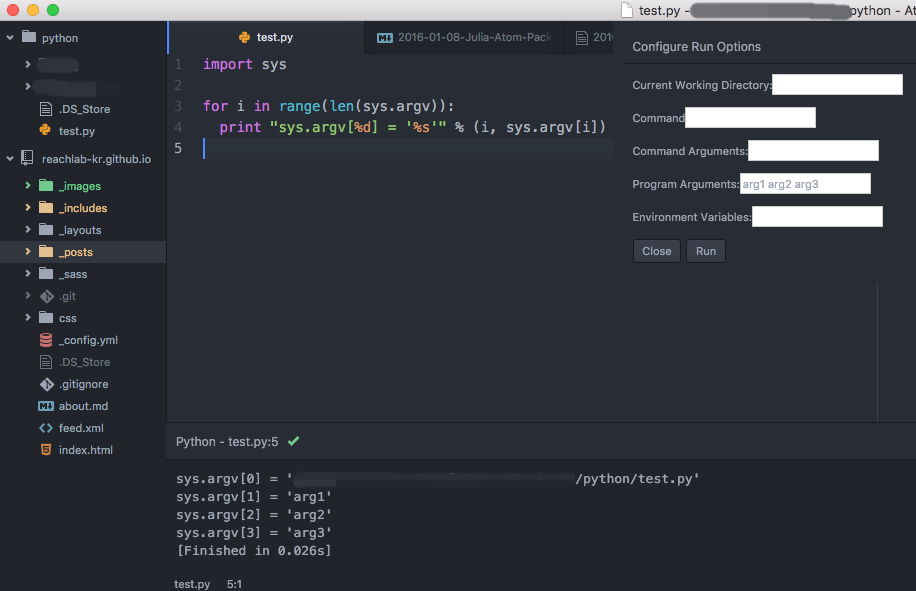 test.py - python - At
python
.DS_Store
test.py
reachlab-kr.github.io
_images
_includes
_layouts
_posts
_sass
.git
css
_config.yml
.DS_Store
.gitignore
about.md
feed.xml
index.html
test.py
2016-01-08-Julia-Atom-Pack
201
1 import sys
2
3 for i in range(len(sys.argv)):
4 print "sys.argv[%d] = '%s'" % (i, sys.argv[i])
5
Configure Run Options
Current Working Directory:
Command
Command Arguments:
Program Arguments: arg1 arg2 arg3
Environment Variables:
Close Run
Python - test.py:5
sys.argv[0] = ' /python/test.py'
sys.argv[1] = 'arg1'
sys.argv[2] = 'arg2'
sys.argv[3] = 'arg3'
[Finished in 0.026s]
test.py 5:1